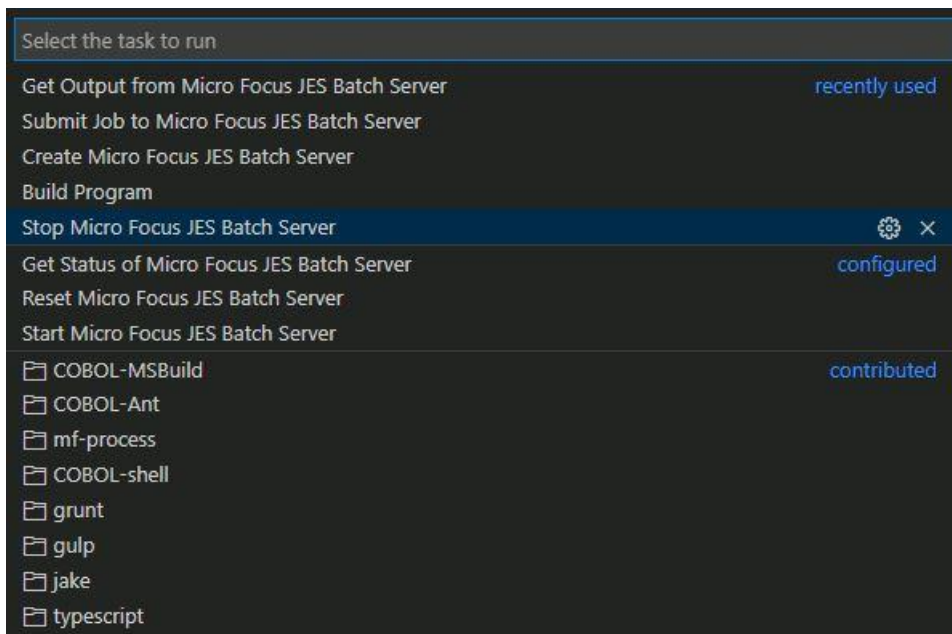 Select the task to run
Get Output from Micro Focus JES Batch Server recently used
Submit Job to Micro Focus JES Batch Server
Create Micro Focus JES Batch Server
Build Program
Stop Micro Focus JES Batch Server
Get Status of Micro Focus JES Batch Server configured
Reset Micro Focus JES Batch Server
Start Micro Focus JES Batch Server
COBOL-MSBuild contributed
COBOL-Ant
mf-process
COBOL-shell
grunt
gulp
jake
typescript